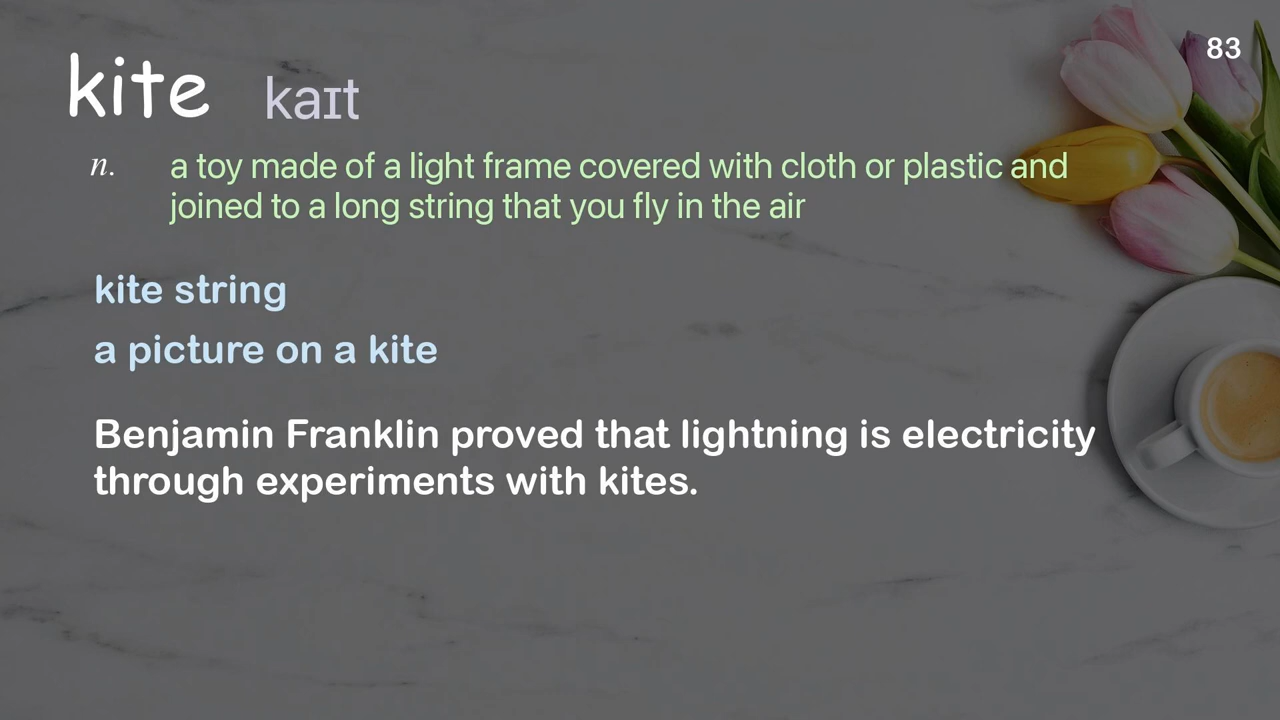 83
kite kaɪt
n. a toy made of a light frame covered with cloth or plastic and
joined to a long string that you fly in the air
kite string
a picture on a kite
Benjamin Franklin proved that lightning is electricity
through experiments with kites.